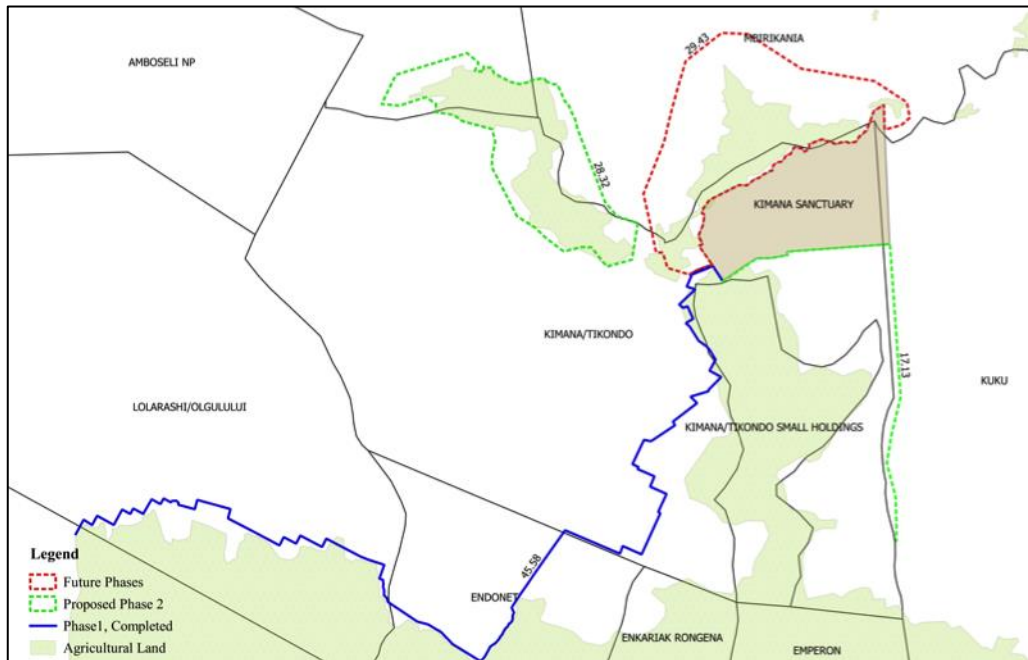 MBIRIKANIA
29.43
AMBOSELI NP
28.32
KIMANA SANCTUARY
KIMANA/TIKONDO
17.13
KUKU
LOLARASHI/OLGULULUI
KIMANA/TIKONDO SMALL HOLDINGS
45.58
ENDONET
ENKARIAK RONGENA
EMPERON
Legend
Future Phases
Proposed Phase 2
Phase1, Completed
Agricultural Land